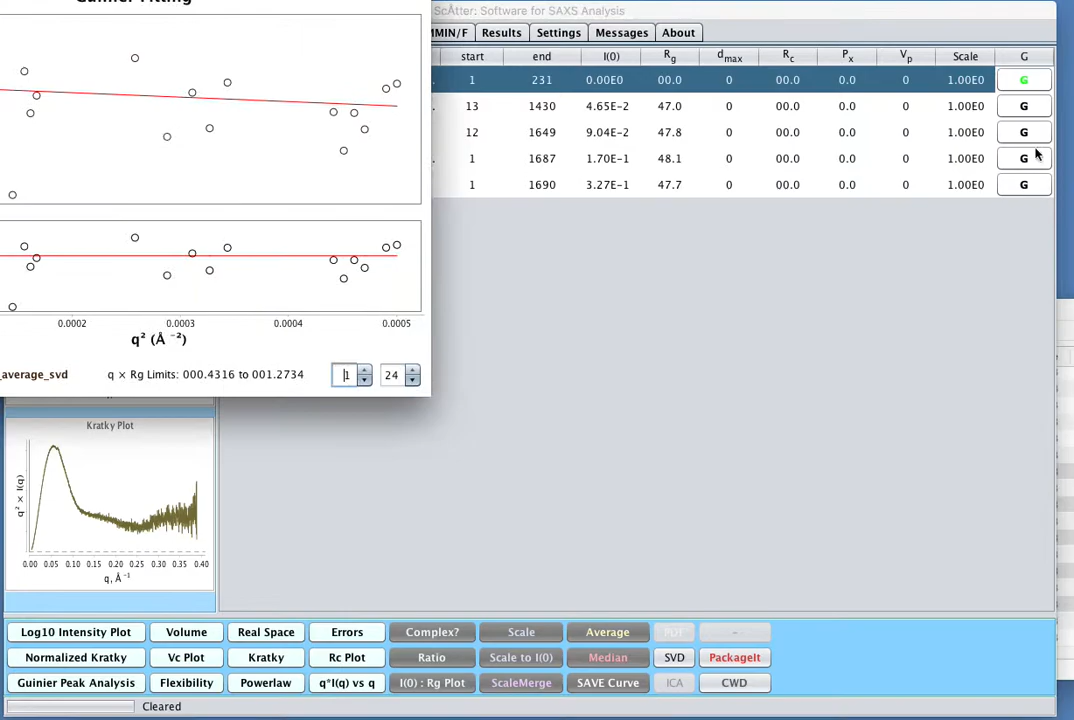 Guinier Fitting
ScÅtter: Software for SAXS Analysis
MIN/F Results Settings Messages About
start end I(0) Rg dmax Rc Px Vp Scale G
1 231 0.00E0 00.0 0 00.0 0.0 0 1.00E0 G
13 1430 4.65E-2 47.0 0 00.0 0.0 0 1.00E0 G
12 1649 9.04E-2 47.8 0 00.0 0.0 0 1.00E0 G
1 1687 1.70E-1 48.1 0 00.0 0.0 0 1.00E0 G
1 1690 3.27E-1 47.7 0 00.0 0.0 0 1.00E0 G
0.0002 0.0003 0.0004 0.0005
q² (Å ⁻²)
_average_svd q × Rg Limits: 000.4316 to 001.2734 1 24
Kratky Plot
q² × I(q)
0.00 0.05 0.10 0.15 0.20 0.25 0.30 0.35 0.40
q, Å⁻¹
Log10 Intensity Plot Volume Real Space Errors Complex? Scale Average PDF -
Normalized Kratky Vc Plot Kratky Rc Plot Ratio Scale to I(0) Median SVD PackageIt
Guinier Peak Analysis Flexibility Powerlaw q*I(q) vs q I(0) : Rg Plot ScaleMerge SAVE Curve ICA CWD
Cleared